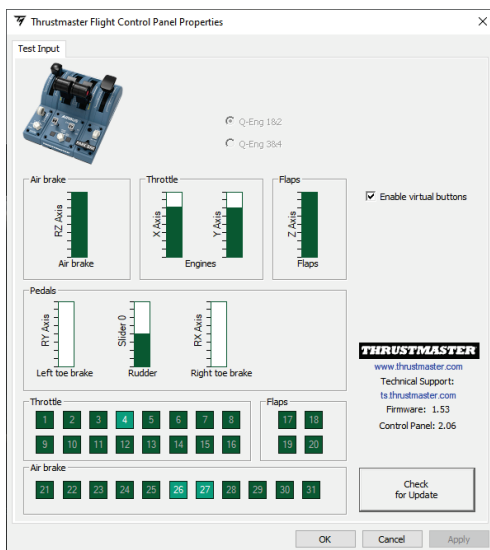 Thrustmaster Flight Control Panel Properties
Test Input
Q-Eng 1&2
Q-Eng 3&4
Air brake
Throttle
Flaps
Enable virtual buttons
RZ Axis
X Axis
Y Axis
Z Axis
Air brake
Engines
Flaps
Pedals
RY Axis
Slider 0
RX Axis
Left toe brake
Rudder
Right toe brake
THRUSTMASTER
www.thrustmaster.com
Technical Support:
ts.thrustmaster.com
Firmware: 1.53
Control Panel: 2.06
Throttle
1 2 3 4 5 6 7 8
9 10 11 12 13 14 15 16
Flaps
17 18
19 20
Air brake
21 22 23 24 25 26 27 28 29 30 31
Check
for Update
OK
Cancel
Apply